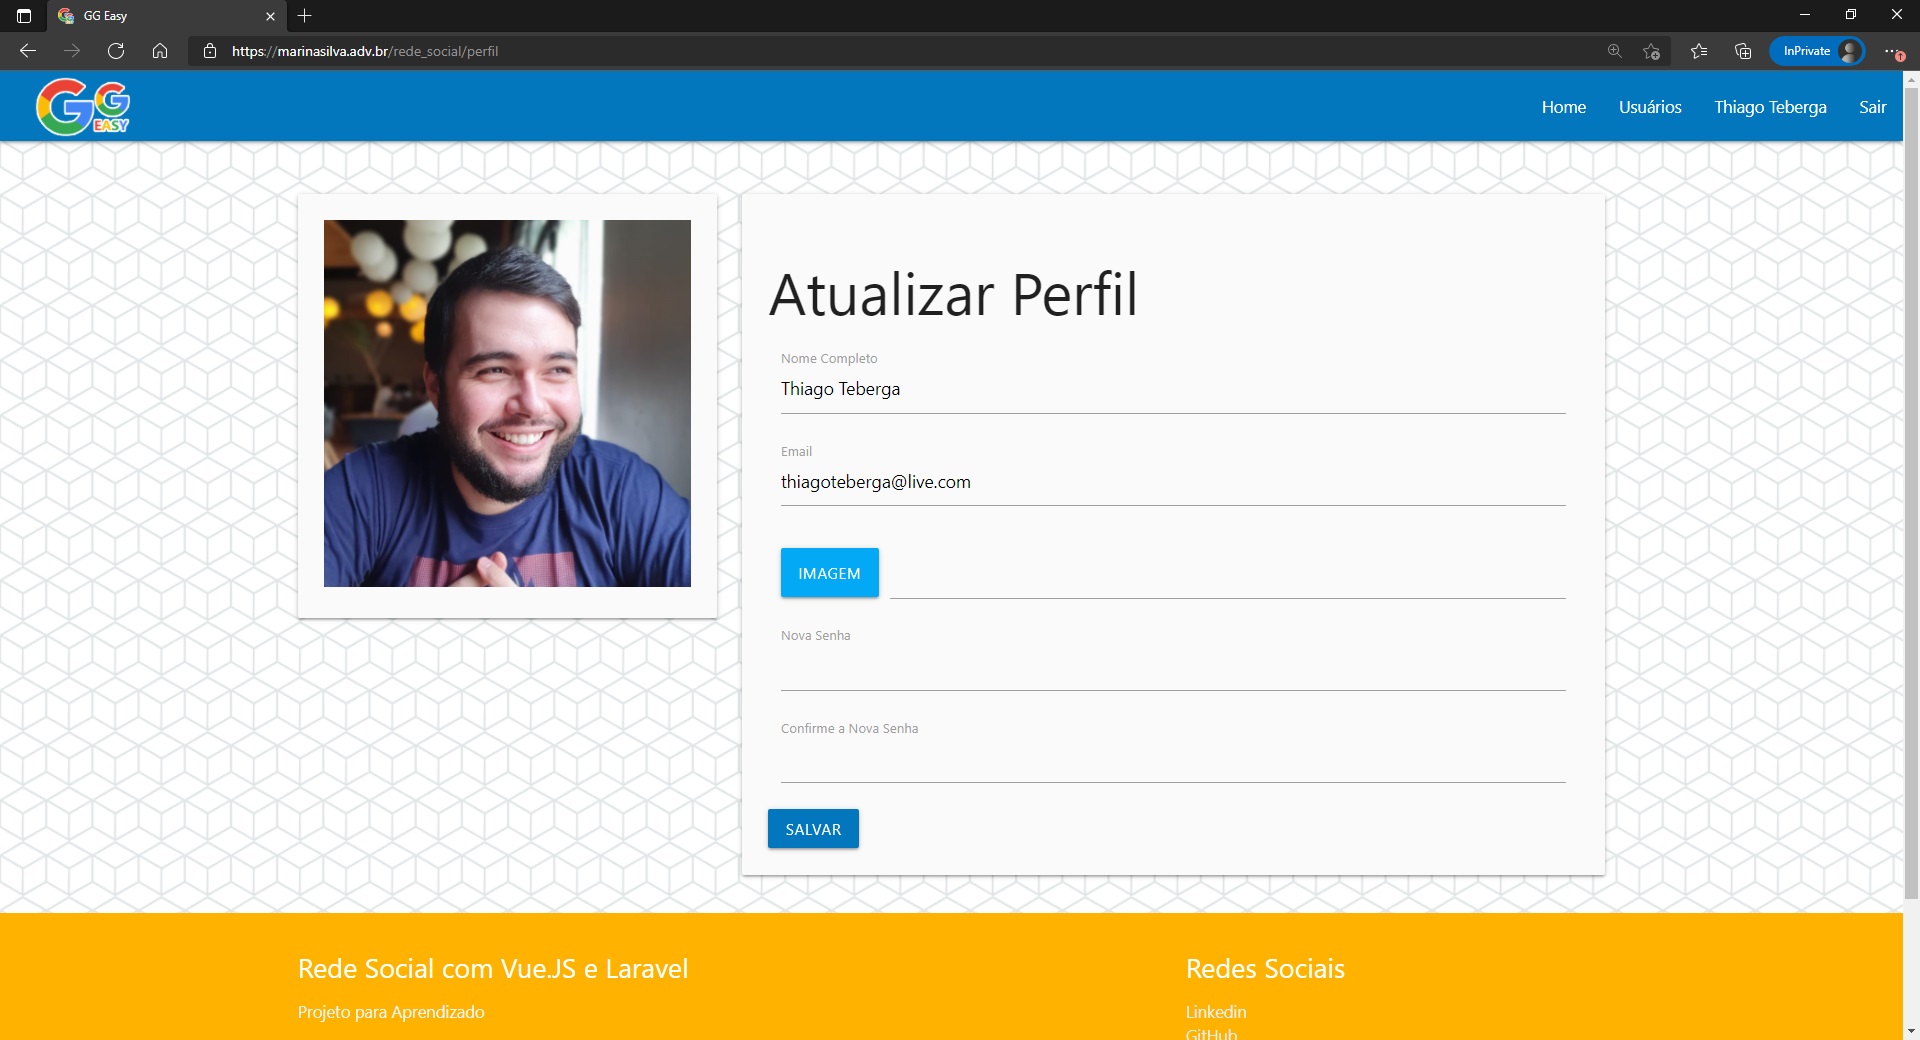 GG Easy
https://marinasilva.adv.br/rede_social/perfil
InPrivate
GG EASY
Home Usuários Thiago Teberga Sair
Atualizar Perfil
Nome Completo
Thiago Teberga
Email
thiagoteberga@live.com
IMAGEM
Nova Senha
Confirme a Nova Senha
SALVAR
Rede Social com Vue.JS e Laravel
Projeto para Aprendizado
Redes Sociais
Linkedin
GitHub